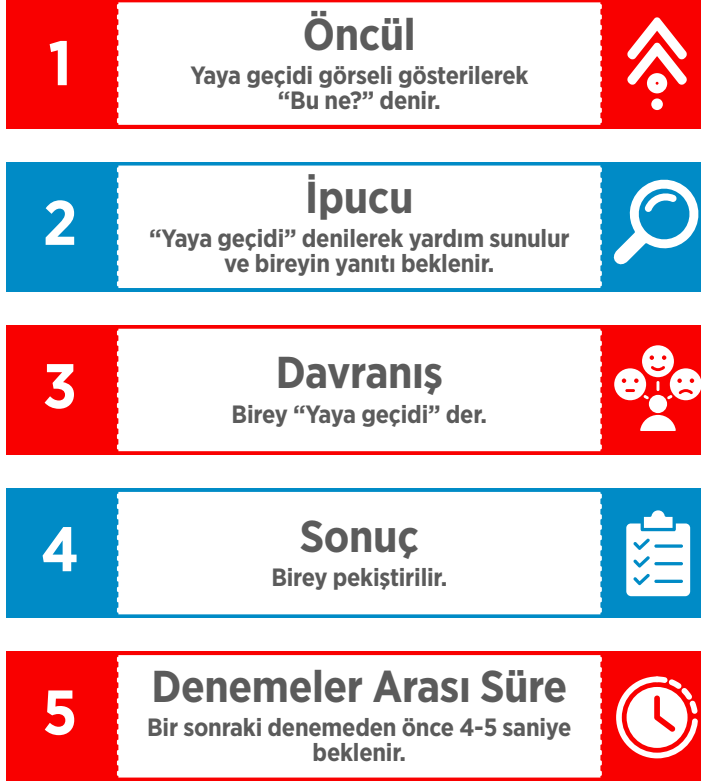 1
Öncül
Yaya geçidi görseli gösterilerek
“Bu ne?” denir.
2
İpucu
“Yaya geçidi” denilerek yardım sunulur
ve bireyin yanıtı beklenir.
3
Davranış
Birey “Yaya geçidi” der.
4
Sonuç
Birey pekiştirilir.
5
Denemeler Arası Süre
Bir sonraki denemeden önce 4-5 saniye
beklenir.